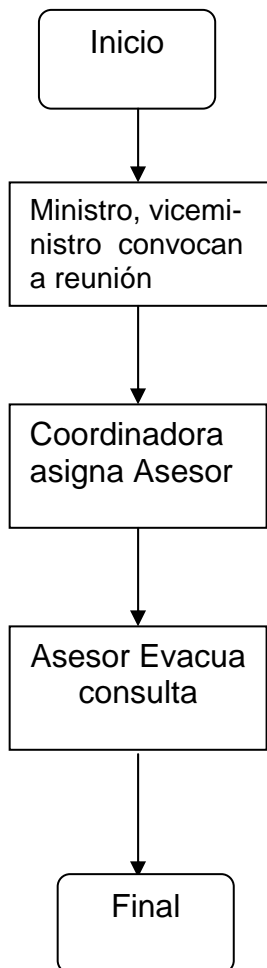 Inicio
Ministro, vicemi-
nistro convocan
a reunión
Coordinadora
asigna Asesor
Asesor Evacua
consulta
Final